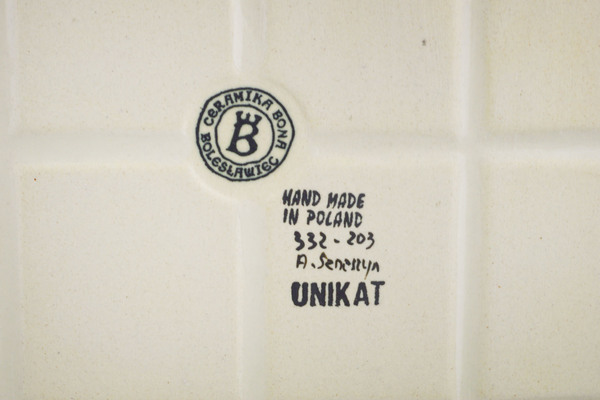 CERAMIKA BONA
BOLESŁAWIEC
B
HAND MADE
IN POLAND
332-203
A.
UNIKAT